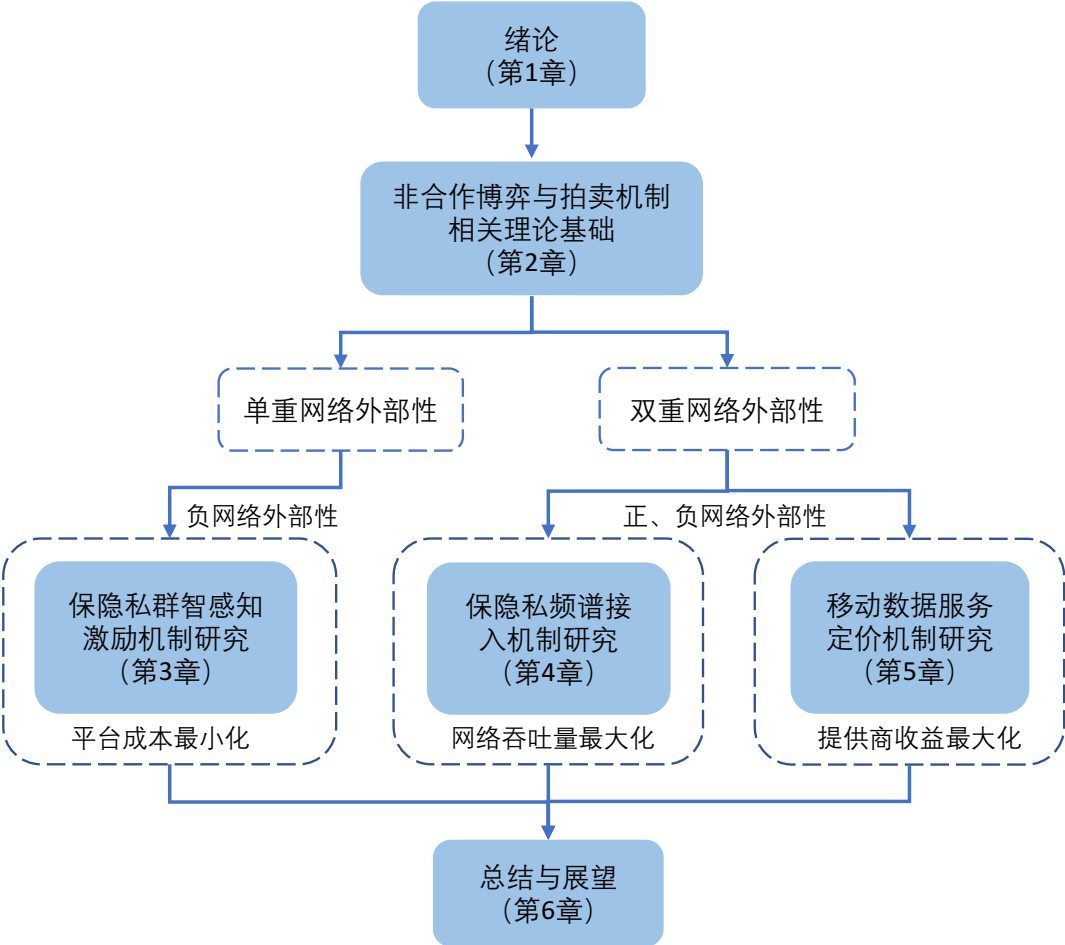 绪论
（第1章）
非合作博弈与拍卖机制
相关理论基础
（第2章）
单重网络外部性
双重网络外部性
负网络外部性
正、负网络外部性
保隐私群智感知
激励机制研究
（第3章）
平台成本最小化
保隐私频谱接
入机制研究
（第4章）
网络吞吐量最大化
移动数据服务
定价机制研究
（第5章）
提供商收益最大化
总结与展望
（第6章）